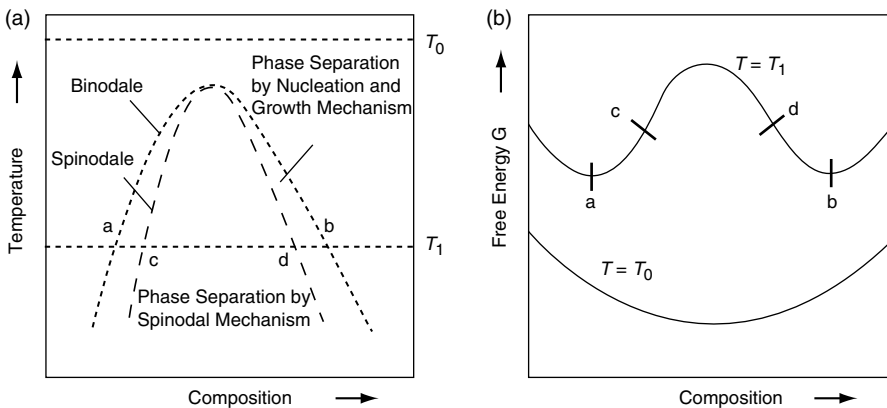 (a)
T0
Phase Separation
by Nucleation and
Growth Mechanism
Binodale
Spinodale
Temperature
a
b
T1
c
d
Phase Separation by
Spinodal Mechanism
Composition
(b)
T = T1
c
d
a
b
Free Energy G
T = T0
Composition